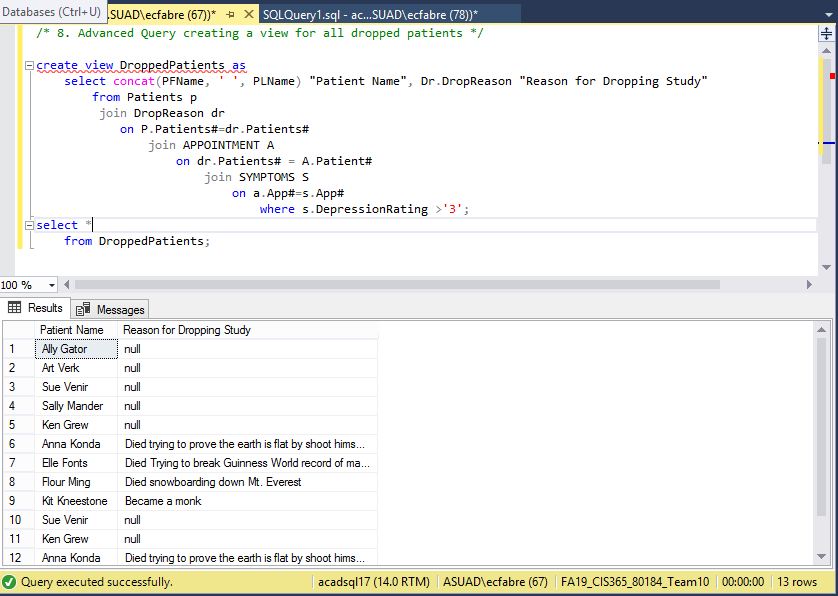 Databases (Ctrl+U) .SUAD\ecfabre (67))* SQLQuery1.sql - ac...SUAD\ecfabre (78))*
/* 8. Advanced Query creating a view for all dropped patients */
create view DroppedPatients as
select concat(PFName, ' ', PLName) "Patient Name", Dr.DropReason "Reason for Dropping Study"
from Patients p
join DropReason dr
on P.Patients#=dr.Patients#
join APPOINTMENT A
on dr.Patients# = A.Patient#
join SYMPTOMS S
on a.App#=s.App#
where s.DepressionRating >'3';
select *
from DroppedPatients;
100 %
Results Messages
Patient Name Reason for Dropping Study
1 Ally Gator null
2 Art Verk null
3 Sue Venir null
4 Sally Mander null
5 Ken Grew null
6 Anna Konda Died trying to prove the earth is flat by shoot hims...
7 Elle Fonts Died Trying to break Guinness World record of ma...
8 Flour Ming Died snowboarding down Mt. Everest
9 Kit Kneestone Became a monk
10 Sue Venir null
11 Ken Grew null
12 Anna Konda Died trying to prove the earth is flat by shoot hims...
Query executed successfully. acadsql17 (14.0 RTM) ASUAD\ecfabre (67) FA19_CIS365_80184_Team10 00:00:00 13 rows